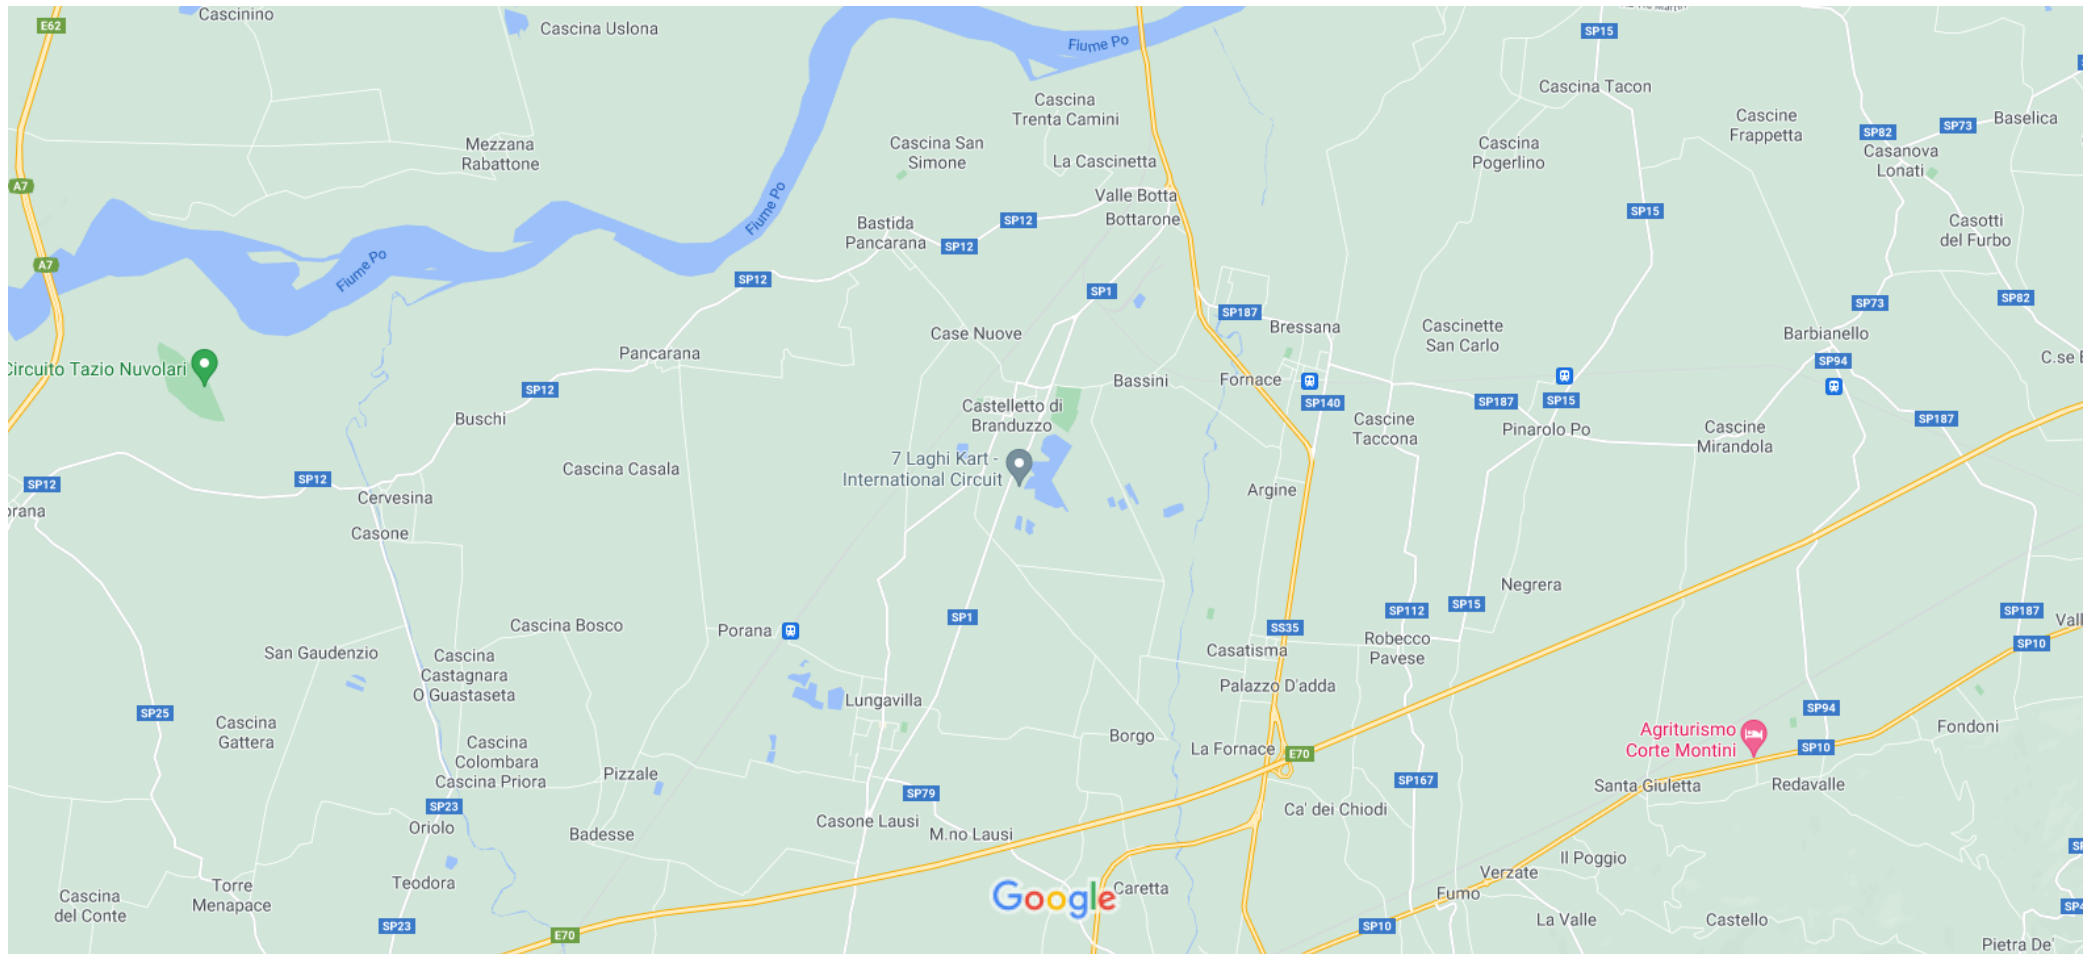 Cascinino
E62
Cascina Uslona
Fiume Po
SP15
Cascina Tacon
Cascina
Trenta Camini
Cascine
Frappetta
Baselica
SP73
SP82
Mezzana
Rabattone
Cascina San
Simone
La Cascinetta
Cascina
Pogerlino
Casanova
Lonati
A7
Valle Botta
Fiume Po
Bottarone
SP12
SP15
Bastida
Pancarana
SP12
Casotti
del Furbo
A7
Fiume Po
SP12
SP1
SP82
SP73
SP187
Bressana
Cascinette
San Carlo
Barbianello
Case Nuove
Pancarana
SP94
Circuito Tazio Nuvolari
SP12
Bassini
Fornace
SP140
SP187
SP15
Castelletto di
Branduzzo
Cascine
Taccona
Pinarolo Po
Cascine
Mirandola
SP187
Buschi
Cascina Casala
7 Laghi Kart -
International Circuit
SP12
SP12
Cervesina
Argine
Casone
Negrera
SP1
SP112
SP15
SP187
Cascina Bosco
Porana
SS35
Robecco
Pavese
SP10
San Gaudenzio
Cascina
Castagnara
O Guastaseta
Casatisma
Palazzo D'adda
SP25
Lungavilla
SP94
Cascina
Gattera
Borgo
La Fornace
E70
Agriturismo
Corte Montini
SP10
Fondoni
Cascina
Colombara
Cascina Priora
Pizzale
SP167
Santa Giuletta
Redavalle
SP23
SP79
Ca' dei Chiodi
Oriolo
Badesse
Casone Lausi
M.no Lausi
Il Poggio
Verzate
Teodora
Torre
Menapace
Cascina
del Conte
Google
Caretta
Fumo
La Valle
Castello
SP23
E70
SP10
Pietra De'